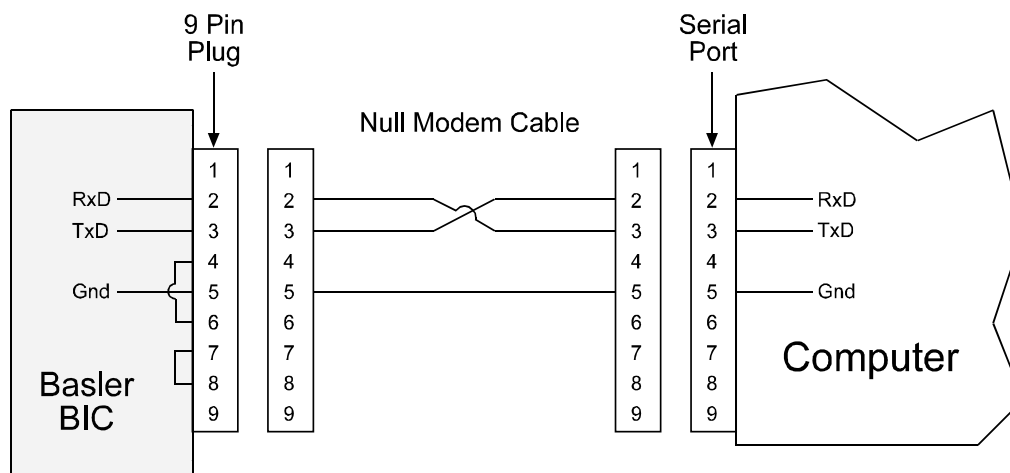 9 Pin
Plug
Serial
Port
Null Modem Cable
1 1 1 1
RxD 2 2 2 2 RxD
TxD 3 3 3 3 TxD
4 4 4 4
Gnd 5 5 5 5 Gnd
6 6 6 6
7 7 7 7
8 8 8 8
9 9 9 9
Basler
BIC
Computer